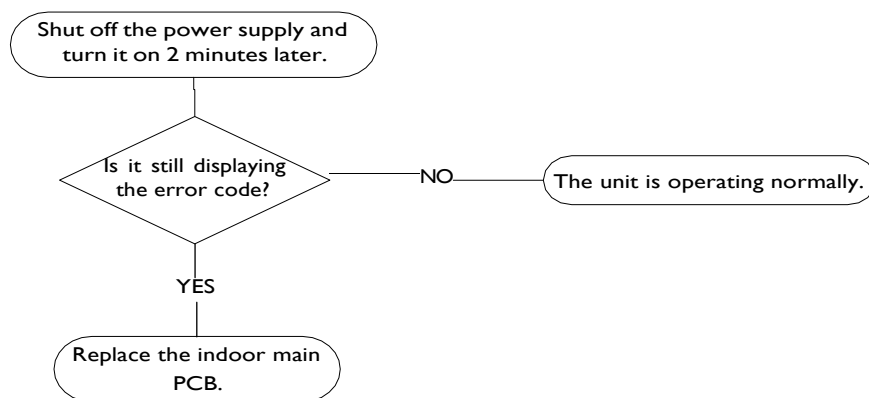 Shut off the power supply and
turn it on 2 minutes later.
Is it still displaying
the error code?
NO
The unit is operating normally.
YES
Replace the indoor main
PCB.